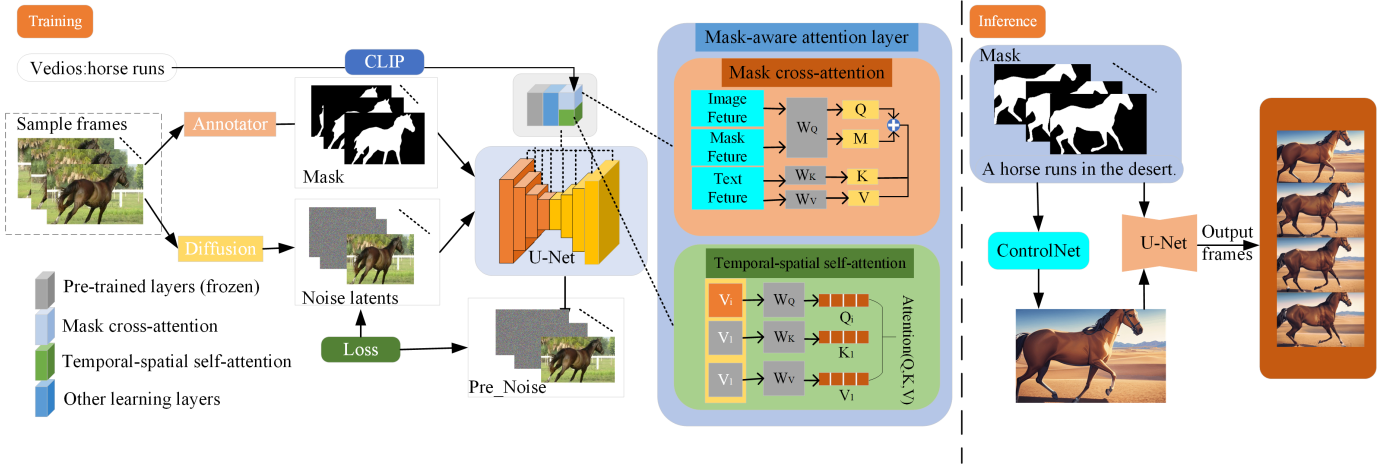 Training
Vedios:horse runs
CLIP
Sample frames
Annotator
Mask
Diffusion
Noise latents
U-Net
Loss
Pre_Noise
Pre-trained layers (frozen)
Mask cross-attention
Temporal-spatial self-attention
Other learning layers
Mask-aware attention layer
Mask cross-attention
Image
Feture
Mask
Feture
Text
Feture
WQ
WK
WV
Q
M
K
V
Temporal-spatial self-attention
Vi
V1
V1
WQ
WK
WV
Qi
K1
V1
Attention(Q,K,V)
Inference
Mask
A horse runs in the desert.
ControlNet
U-Net
Output
frames